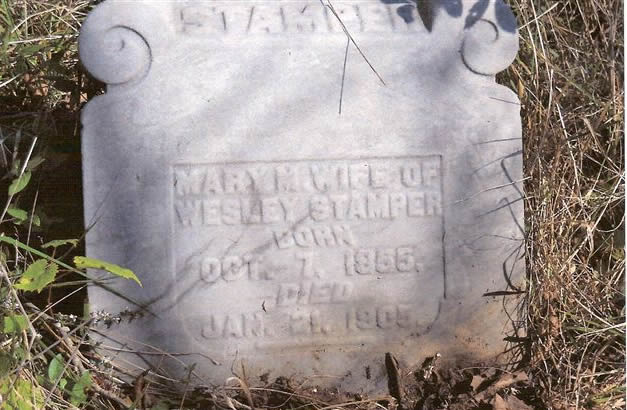 STAMPER
MARY M. WIFE OF
WESLEY STAMPER
BORN
OCT. 7, 1855.
DIED
JAN. 21, 1905.